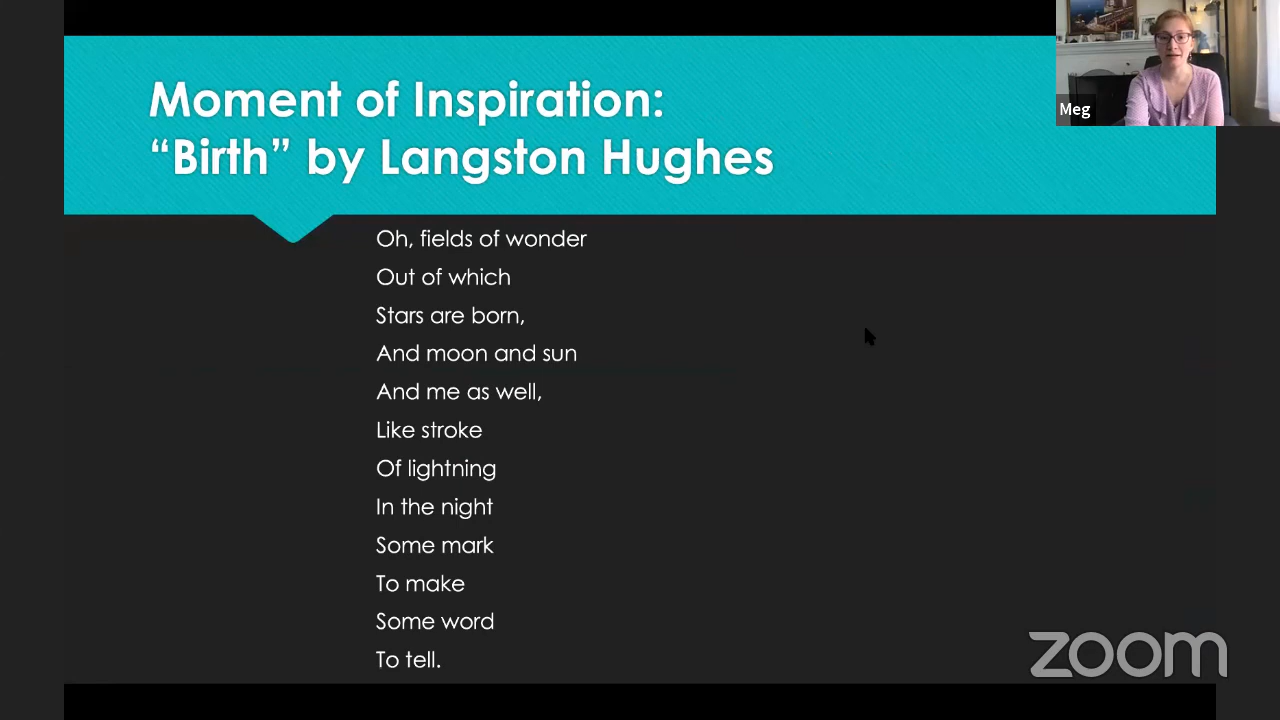 Moment of Inspiration:
“Birth” by Langston Hughes
Meg
Oh, fields of wonder
Out of which
Stars are born,
And moon and sun
And me as well,
Like stroke
Of lightning
In the night
Some mark
To make
Some word
To tell.
zoom